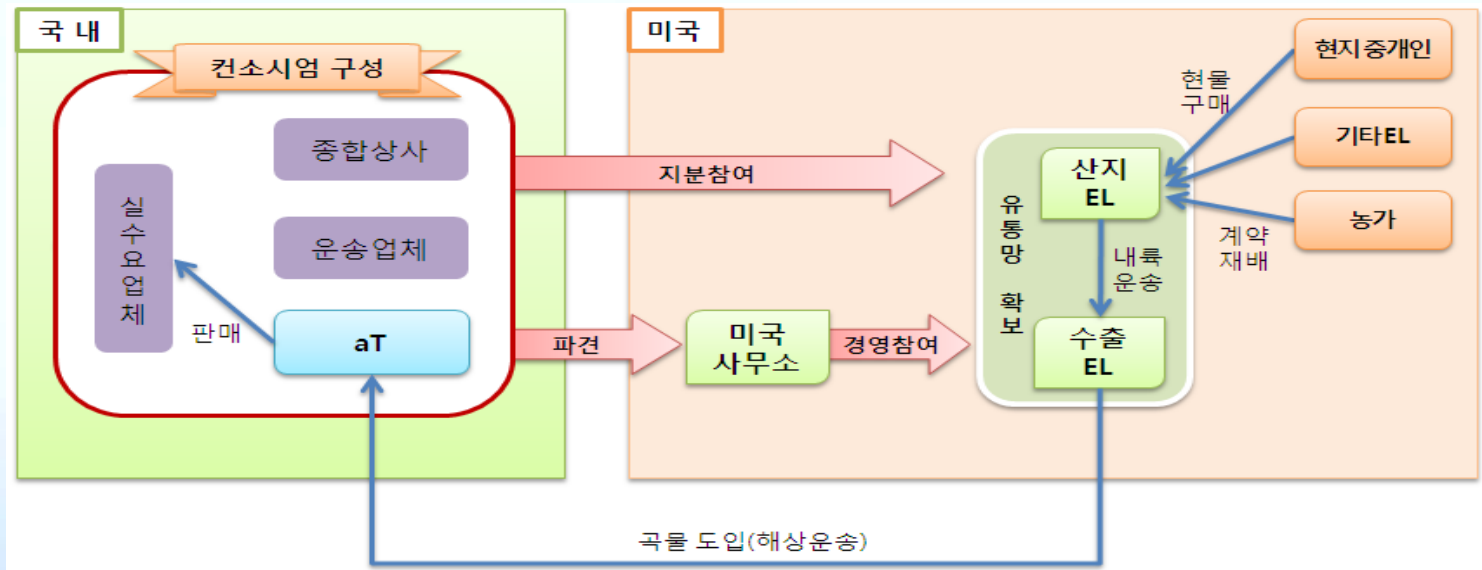 국 내
컨소시엄 구성
종합상사
실
수
요
업
체
운송업체
판매
aT
지분참여
파견
미국
미국
사무소
경영참여
유
통
망
확
보
산지
EL
내륙
운송
수출
EL
현물
구매
계약
재배
현지 중개인
기타 EL
농가
곡물 도입(해상운송)